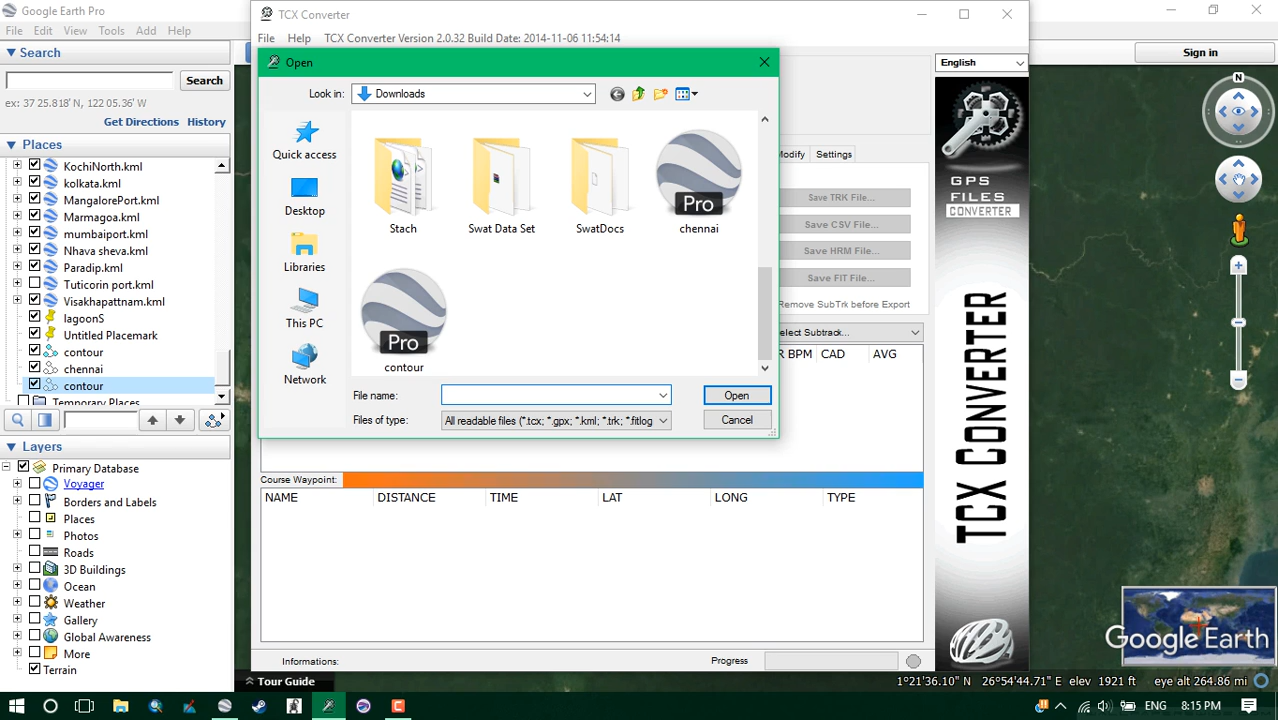 Google Earth Pro
File Edit View Tools Add Help
Search
Search
ex: 37 25.818' N, 122 05.36' W
Get Directions History
Places
KochiNorth.kml
kolkata.kml
MangalorePort.kml
Marmagoa.kml
mumbaiport.kml
Nhava sheva.kml
Paradip.kml
Tuticorin port.kml
Visakhapattnam.kml
lagoonS
Untitled Placemark
contour
chennai
contour
Temporary Places
Layers
Primary Database
Voyager
Borders and Labels
Places
Photos
Roads
3D Buildings
Ocean
Weather
Gallery
Global Awareness
More
Terrain
TCX Converter
File Help TCX Converter Version 2.0.32 Build Date: 2014-11-06 11:54:14
Open
Look in: Downloads
Quick access
Desktop
Libraries
This PC
Network
Stach Swat Data Set SwatDocs Pro chennai
Pro contour
File name: Open
Files of type: All readable files (*.tcx; *.gpx; *.kml; *.trk; *.fitlog Cancel
English
Modify Settings
Save TRK File...
Save CSV File...
Save HRM File...
Save FIT File...
Remove SubTrk before Export
elect Subtrack...
R BPM CAD AVG
Course Waypoint:
NAME DISTANCE TIME LAT LONG TYPE
Informations: Progress
GPS
FILES
CONVERTER
TCX CONVERTER
Sign in
N
Google Earth
Tour Guide
1°21'36.10" N 26°54'44.71" E elev 1921 ft eye alt 264.86 mi
ENG 8:15 PM